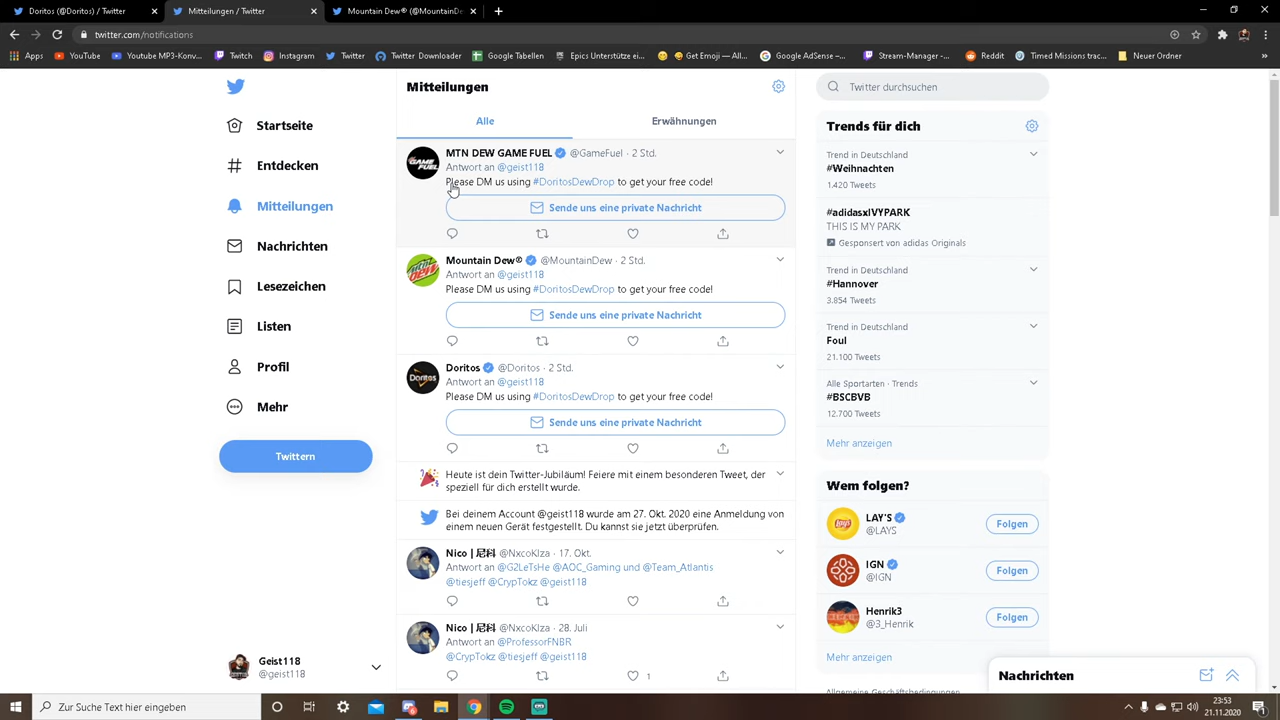 Doritos (@Doritos) / Twitter
Mitteilungen / Twitter
Mountain Dew® (@MountainDew
twitter.com/notifications
Apps
YouTube
Youtube MP3-Konv...
Twitch
Instagram
Twitter
Twitter Downloader
Google Tabellen
Epics Unterstütze ei...
Get Emoji — All...
Google AdSense –...
Stream-Manager -...
Reddit
Timed Missions trac...
Neuer Ordner
Startseite
Entdecken
Mitteilungen
Nachrichten
Lesezeichen
Listen
Profil
Mehr
Twittern
Geist118
@geist118
Mitteilungen
Alle
Erwähnungen
GAME FUEL
MTN DEW GAME FUEL @GameFuel · 2 Std.
Antwort an @geist118
Please DM us using #DoritosDewDrop to get your free code!
Sende uns eine private Nachricht
Mountain Dew® @MountainDew · 2 Std.
Antwort an @geist118
Please DM us using #DoritosDewDrop to get your free code!
Sende uns eine private Nachricht
Doritos
Doritos @Doritos · 2 Std.
Antwort an @geist118
Please DM us using #DoritosDewDrop to get your free code!
Sende uns eine private Nachricht
Heute ist dein Twitter-Jubiläum! Feiere mit einem besonderen Tweet, der
speziell für dich erstellt wurde.
Bei deinem Account @geist118 wurde am 27. Okt. 2020 eine Anmeldung von
einem neuen Gerät festgestellt. Du kannst sie jetzt überprüfen.
Nico | 尼科 @NxcoKlza · 17. Okt.
Antwort an @G2LeTsHe @AOC_Gaming und @Team_Atlantis
@tiesjeff @CrypTokz @geist118
Nico | 尼科 @NxcoKlza · 28. Juli
Antwort an @ProfessorFNBR
@CrypTokz @tiesjeff @geist118
1
Twitter durchsuchen
Trends für dich
Trend in Deutschland
#Weihnachten
1.420 Tweets
#adidasxIVYPARK
THIS IS MY PARK
Gesponsert von adidas Originals
Trend in Deutschland
#Hannover
3.854 Tweets
Trend in Deutschland
Foul
21.100 Tweets
Alle Sportarten · Trends
#BSCBVB
12.700 Tweets
Mehr anzeigen
Wem folgen?
LAY'S
@LAYS
Folgen
IGN
@IGN
Folgen
Henrik3
@3_Henrik
Folgen
Mehr anzeigen
Allgemeine Geschäftsbedingungen
Nachrichten
Zur Suche Text hier eingeben
23:53
21.11.2020